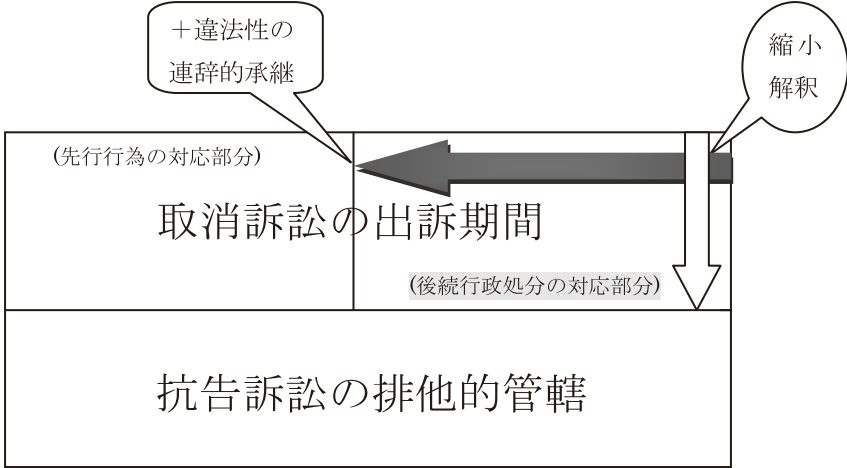 +違法性の
連辞的承継
縮小
解釈
(先行行為の対応部分)
取消訴訟の出訴期間
(後続行政処分の対応部分)
抗告訴訟の排他的管轄